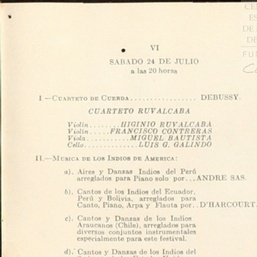 VI
SABADO 24 DE JULIO
a las 20 horas
I.—CUARTETO DE CUERDA................ DEBUSSY.
CUARTETO RUVALCABA
Violín........HIGINIO RUVALCABA
Violín.....FRANCISCO CONTRERAS
Viola..........MIGUEL BAUTISTA
Cello..........LUIS G. GALINDO
II.—MUSICA DE LOS INDIOS DE AMERICA:
a). Aires y Danzas Indios del Perú
arreglados para Piano solo por...ANDRE SAS.
b). Cantos de los Indios del Ecuador,
Perú y Bolivia, arreglados para
Canto, Piano, Arpa y Flauta por..D'HARCOURT.
c). Cantos y Danzas de los Indios
Araucanos (Chile), arreglados para
diversos conjuntos instrumentales
especialmente para este festival.
d). Cantos y Danzas de los Indios